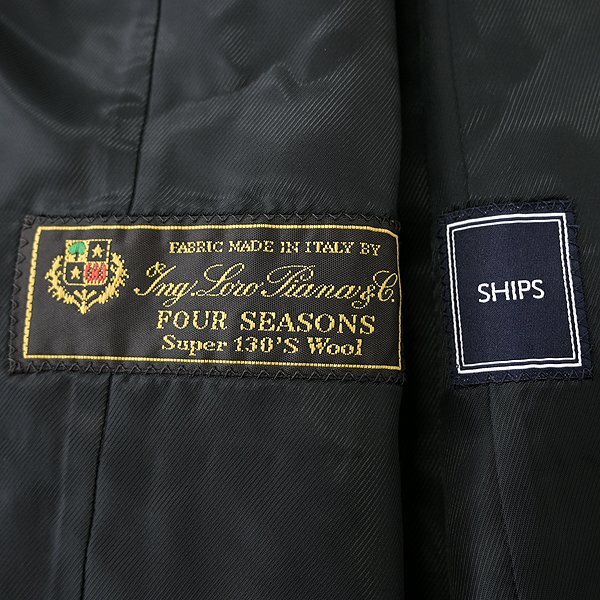 FABRIC MADE IN ITALY BY
Ing. Loro Piana & C.
FOUR SEASONS
Super 130'S Wool
SHIPS